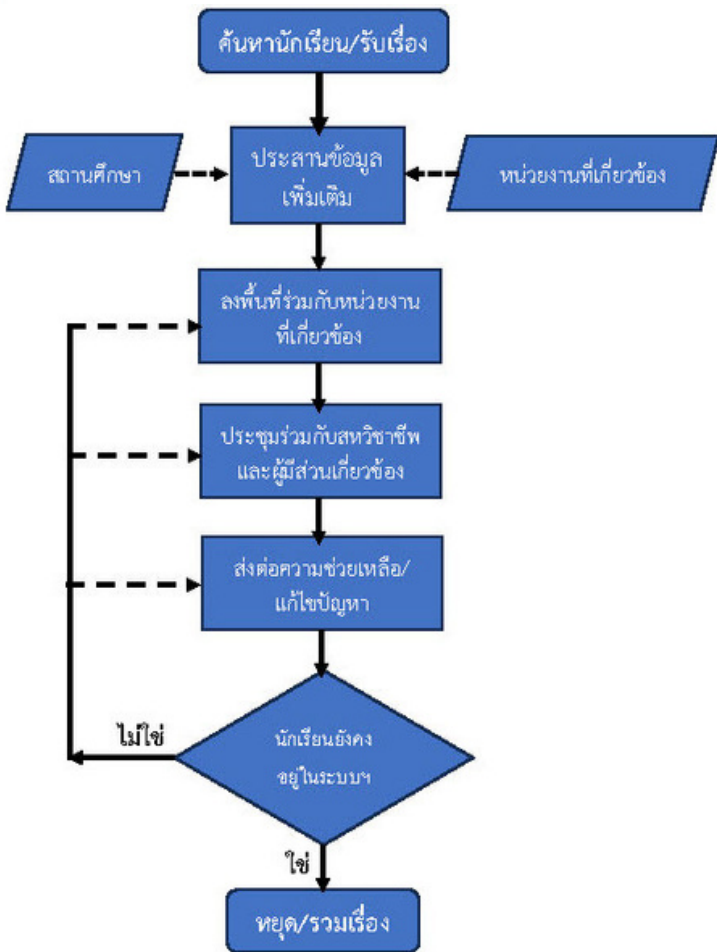 ค้นหานักเรียน/รับเรื่อง
สถานศึกษา
ประสานข้อมูล
เพิ่มเติม
หน่วยงานที่เกี่ยวข้อง
ลงพื้นที่ร่วมกับหน่วยงาน
ที่เกี่ยวข้อง
ประชุมร่วมกับสหวิชาชีพ
และผู้มีส่วนเกี่ยวข้อง
ส่งต่อความช่วยเหลือ/
แก้ไขปัญหา
นักเรียนยังคง
อยู่ในระบบฯ
ไม่ใช่
ใช่
หยุด/รวมเรื่อง